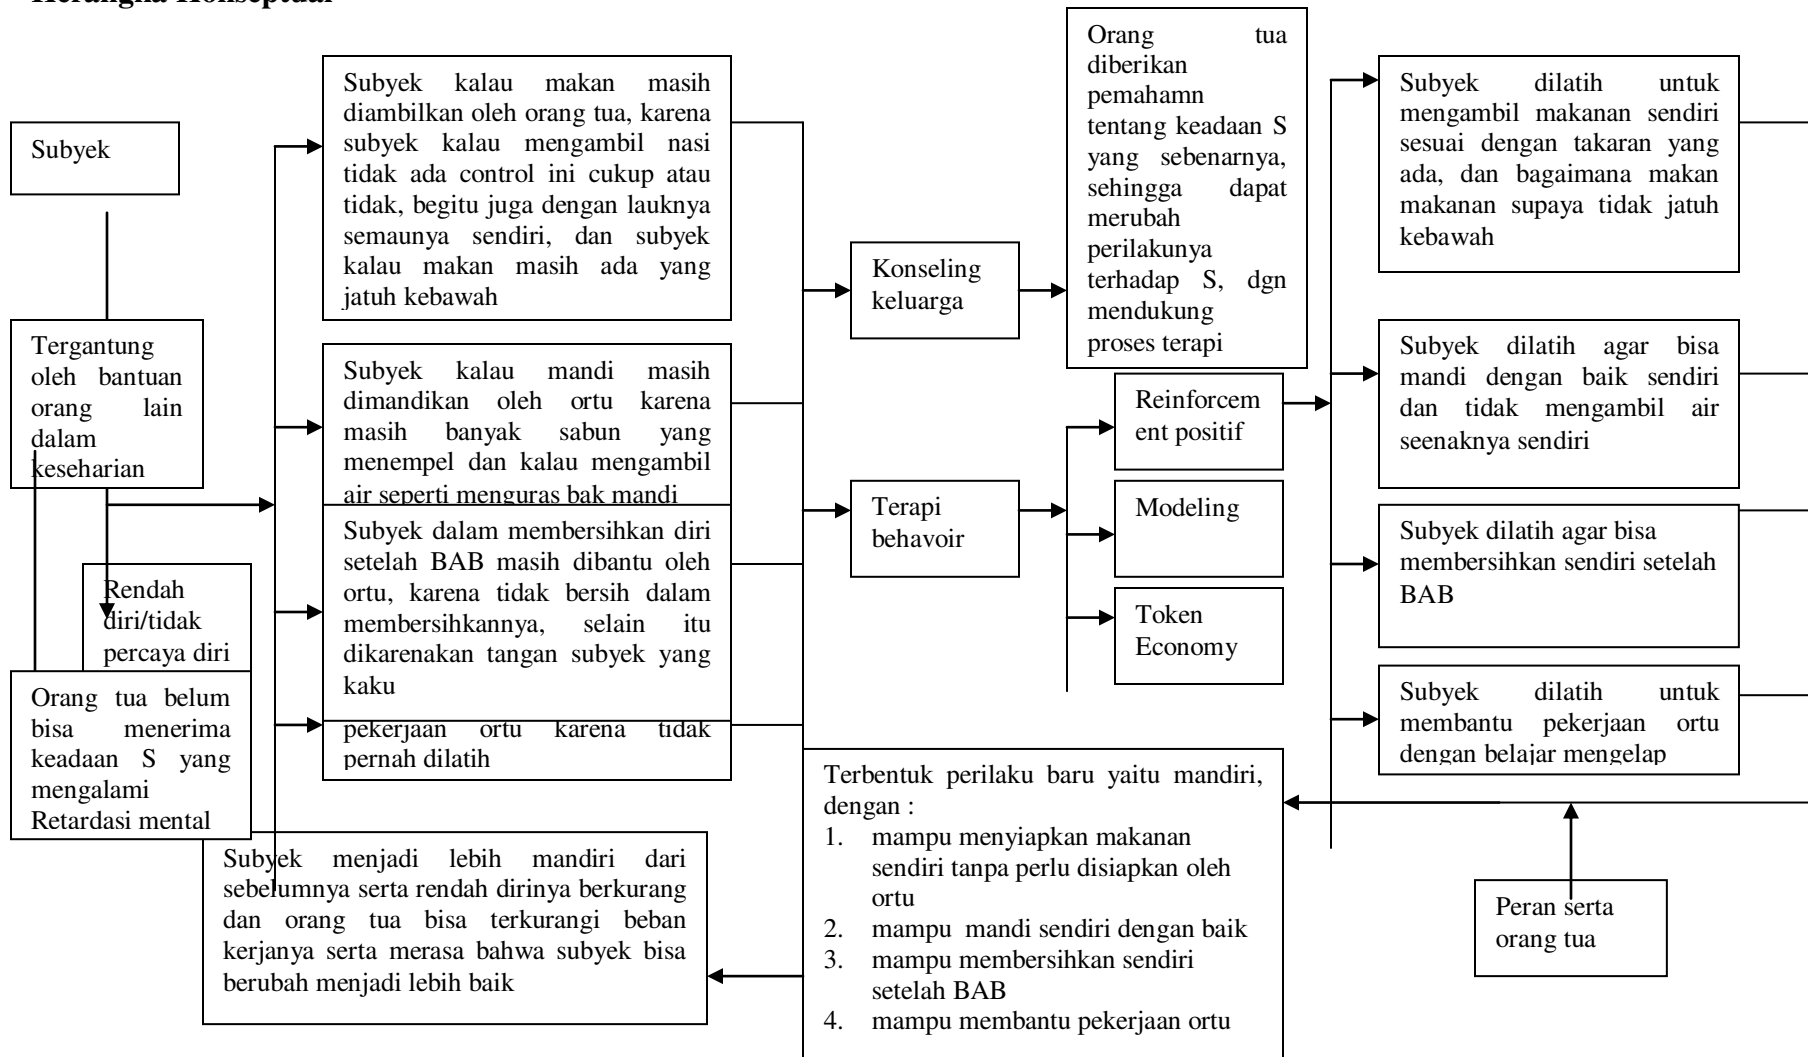 Kerangka Konseptual
Subyek
Tergantung
oleh bantuan
orang lain
dalam
keseharian
Rendah
diri/tidak
percaya diri
Orang tua belum
bisa menerima
keadaan S yang
mengalami
Retardasi mental
Subyek kalau makan masih
diambilkan oleh orang tua, karena
subyek kalau mengambil nasi
tidak ada control ini cukup atau
tidak, begitu juga dengan lauknya
semaunya sendiri, dan subyek
kalau makan masih ada yang
jatuh kebawah
Subyek kalau mandi masih
dimandikan oleh ortu karena
masih banyak sabun yang
menempel dan kalau mengambil
air seperti menguras bak mandi
Subyek dalam membersihkan diri
setelah BAB masih dibantu oleh
ortu, karena tidak bersih dalam
membersihkannya, selain itu
dikarenakan tangan subyek yang
kaku
pekerjaan ortu karena tidak
pernah dilatih
Konseling
keluarga
Terapi
behavoir
Orang tua
diberikan
pemahamn
tentang keadaan S
yang sebenarnya,
sehingga dapat
merubah
perilakunya
terhadap S, dgn
mendukung
proses terapi
Reinforcem
ent positif
Modeling
Token
Economy
Subyek dilatih untuk
mengambil makanan sendiri
sesuai dengan takaran yang
ada, dan bagaimana makan
makanan supaya tidak jatuh
kebawah
Subyek dilatih agar bisa
mandi dengan baik sendiri
dan tidak mengambil air
seenaknya sendiri
Subyek dilatih agar bisa
membersihkan sendiri setelah
BAB
Subyek dilatih untuk
membantu pekerjaan ortu
dengan belajar mengelap
Peran serta
orang tua
Terbentuk perilaku baru yaitu mandiri,
dengan :
1. mampu menyiapkan makanan
sendiri tanpa perlu disiapkan oleh
ortu
2. mampu mandi sendiri dengan baik
3. mampu membersihkan sendiri
setelah BAB
4. mampu membantu pekerjaan ortu
Subyek menjadi lebih mandiri dari
sebelumnya serta rendah dirinya berkurang
dan orang tua bisa terkurangi beban
kerjanya serta merasa bahwa subyek bisa
berubah menjadi lebih baik